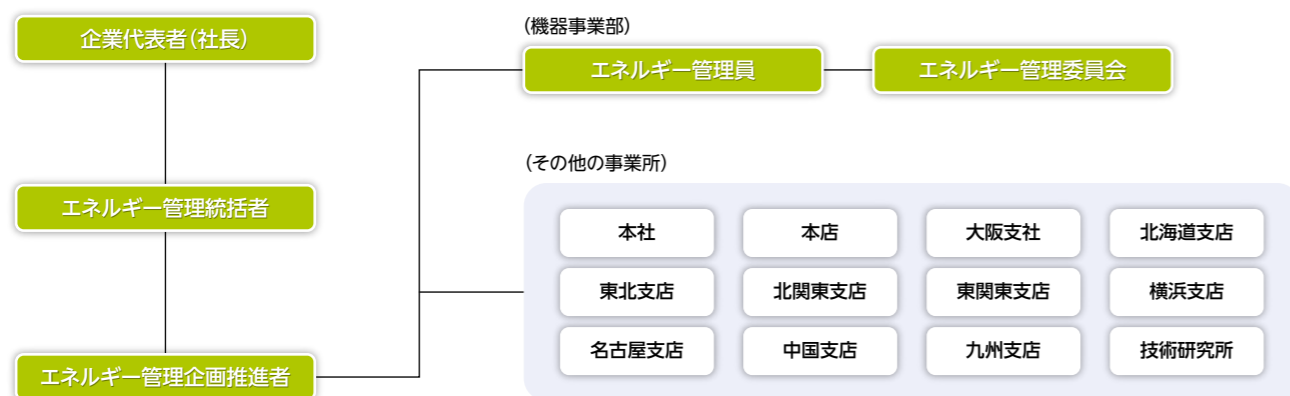 企業代表者（社長）
エネルギー管理統括者
エネルギー管理企画推進者
（機器事業部）
エネルギー管理員
エネルギー管理委員会
（その他の事業所）
本社
本店
大阪支社
北海道支店
東北支店
北関東支店
東関東支店
横浜支店
名古屋支店
中国支店
九州支店
技術研究所